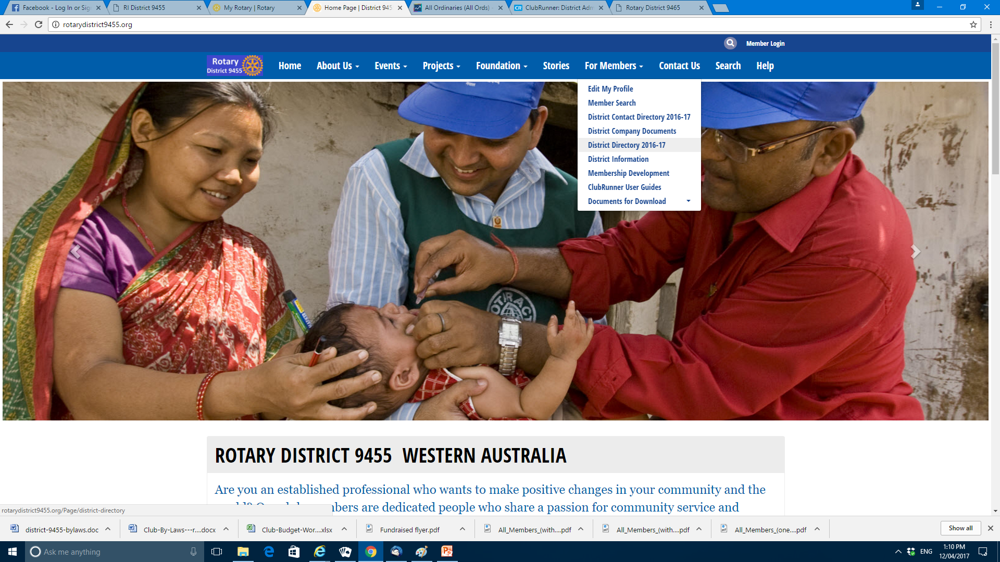 Facebook - Log In or Sig
RI District 9455
My Rotary | Rotary
Home Page | District 945
All Ordinaries (All Ords) -
ClubRunner: District Adm
Rotary District 9465
rotarydistrict9455.org
Member Login
Rotary
District 9455
Home
About Us
Events
Projects
Foundation
Stories
For Members
Contact Us
Search
Help
Edit My Profile
Member Search
District Contact Directory 2016-17
District Company Documents
District Directory 2016-17
District Information
Membership Development
ClubRunner User Guides
Documents for Download
ROTRACT
ROTARY DISTRICT 9455 WESTERN AUSTRALIA
Are you an established professional who wants to make positive changes in your community and the
members are dedicated people who share a passion for community service and
rotarydistrict9455.org/Page/district-directory
district-9455-bylaws.doc
Club-By-Laws---r....docx
Club-Budget-Wor....xlsx
Fundraised flyer.pdf
All_Members_(with....pdf
All_Members_(with....pdf
All_Members_(one....pdf
Show all
Ask me anything
ENG
1:10 PM
12/04/2017